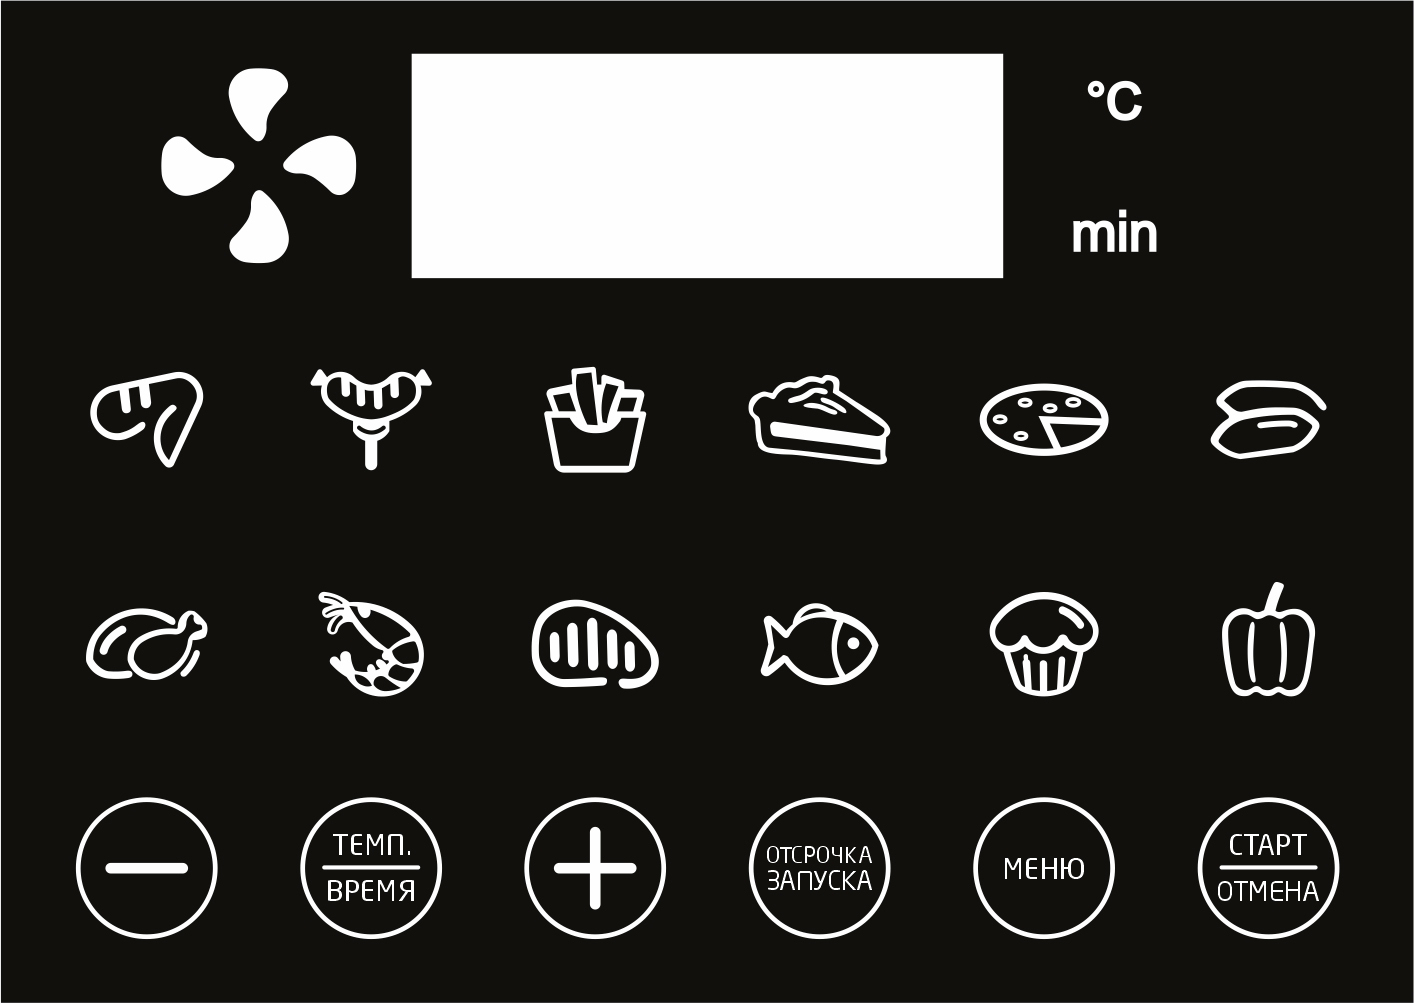 °C
min
ТЕМП.
ВРЕМЯ
ОТСРОЧКА
ЗАПУСКА
МЕНЮ
СТАРТ
ОТМЕНА